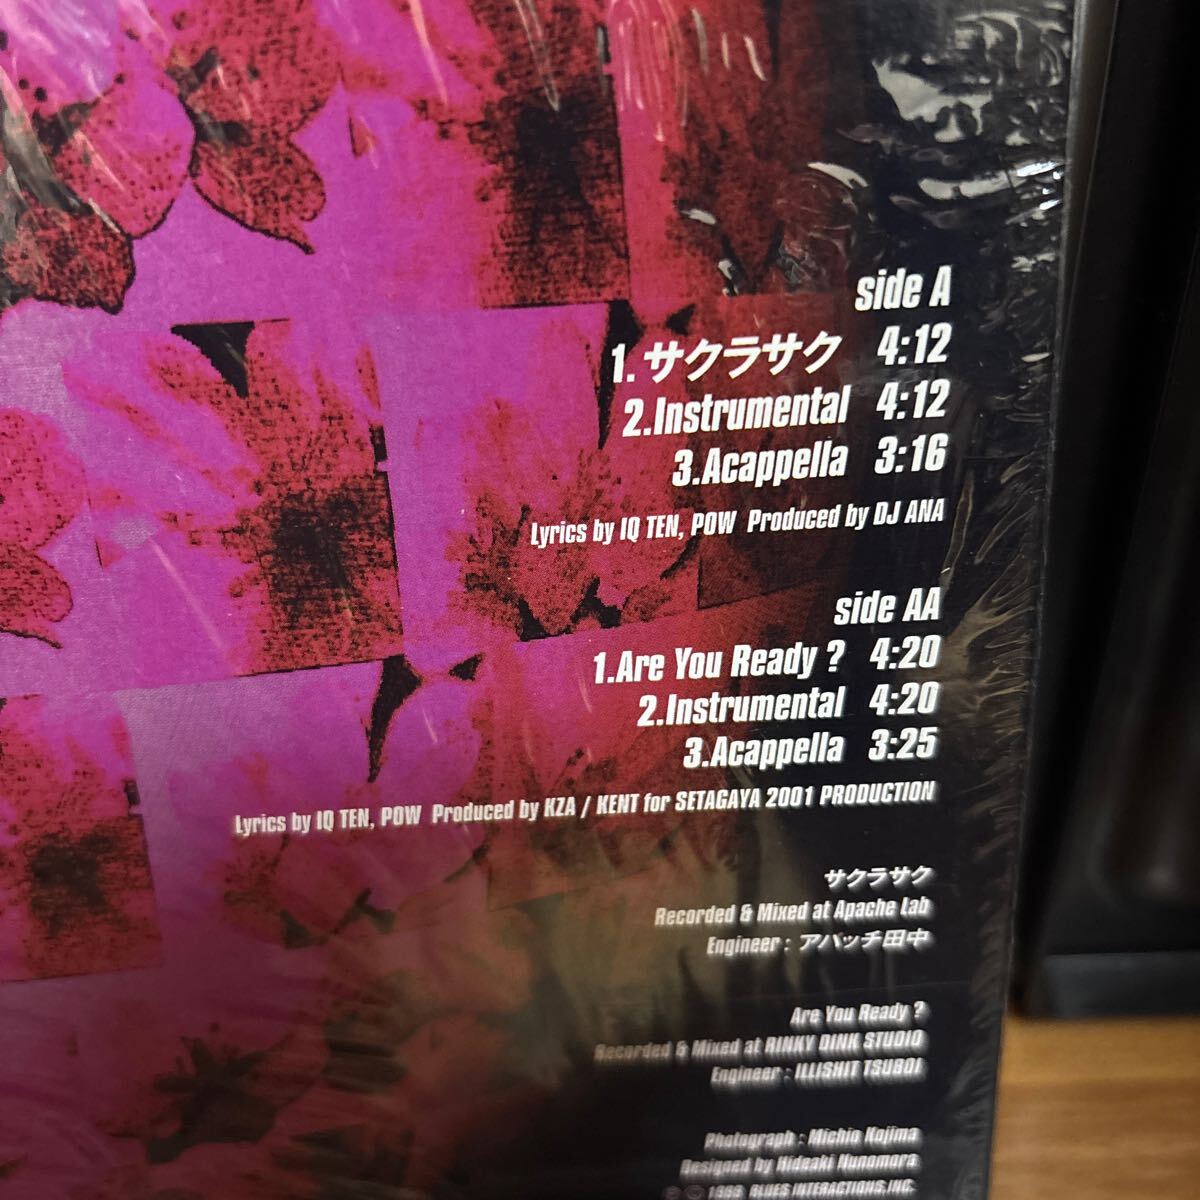 side A
1.サクラサク 4:12
2.Instrumental 4:12
3.Acappella 3:16
Lyrics by IQ TEN, POW Produced by DJ ANA
side AA
1.Are You Ready ? 4:20
2.Instrumental 4:20
3.Acappella 3:25
Lyrics by IQ TEN, POW Produced by KZA / KENT for SETAGAYA 2001 PRODUCTION
サクラサク
Recorded & Mixed at Apache Lab
Engineer : アパッチ田中
Are You Ready ?
Recorded & Mixed at RINKY DINK STUDIO
Engineer : ILLISHIT TSUBOI
Photograph : Michio Kojima
Designed by Hideaki Nunomura
BLUES INTERACTIONS, INC.